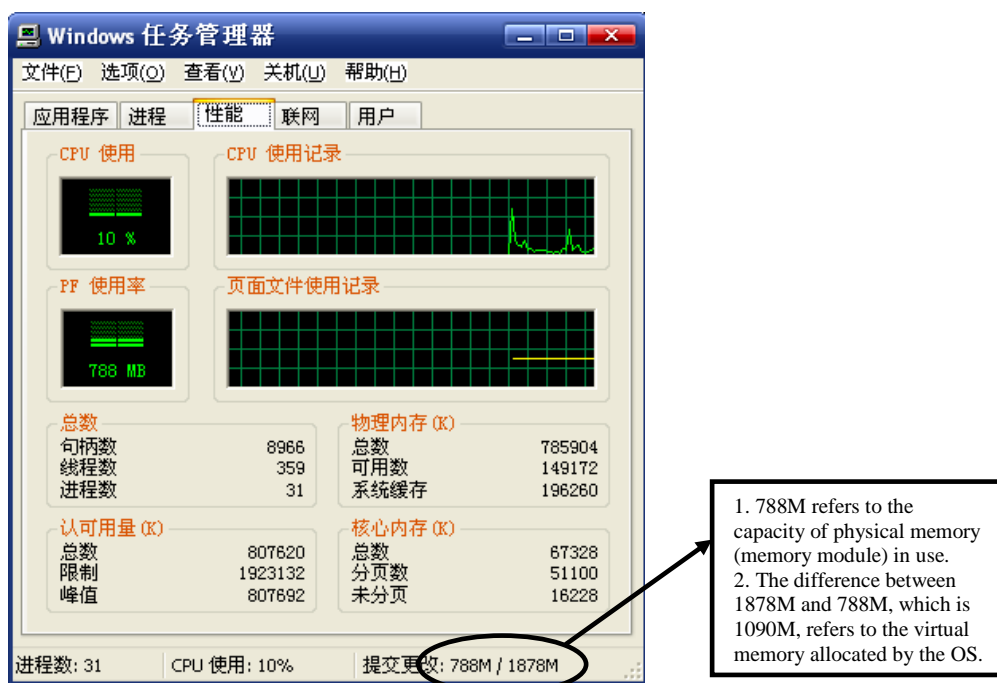 Windows 任务管理器
文件(F) 选项(O) 查看(V) 关机(U) 帮助(H)
应用程序 进程 性能 联网 用户
CPU 使用
10 %
CPU 使用记录
PF 使用率
788 MB
页面文件使用记录
总数
句柄数 8966
线程数 359
进程数 31
物理内存(K)
总数 785904
可用数 149172
系统缓存 196260
认可用量(K)
总数 807620
限制 1923132
峰值 807692
核心内存(K)
总数 67328
分页数 51100
未分页 16228
进程数: 31 CPU 使用: 10% 提交更改: 788M / 1878M
1. 788M refers to the
capacity of physical memory
(memory module) in use.
2. The difference between
1878M and 788M, which is
1090M, refers to the virtual
memory allocated by the OS.